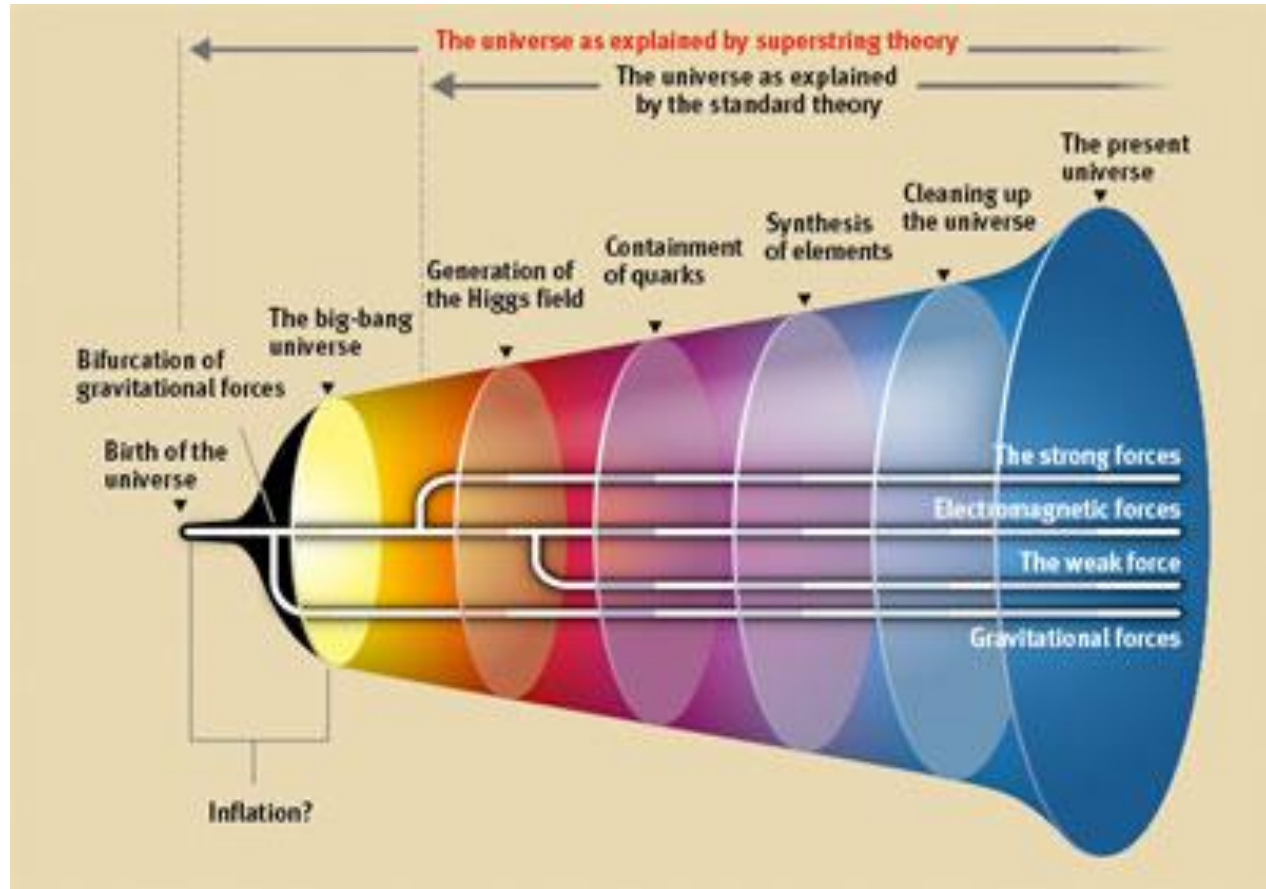 The universe as explained by superstring theory
The universe as explained
by the standard theory
The present
universe
Cleaning up
the universe
Synthesis
of elements
Containment
of quarks
Generation of
the Higgs field
The big-bang
universe
Bifurcation of
gravitational forces
Birth of the
universe
The strong forces
Electromagnetic forces
The weak force
Gravitational forces
Inflation?